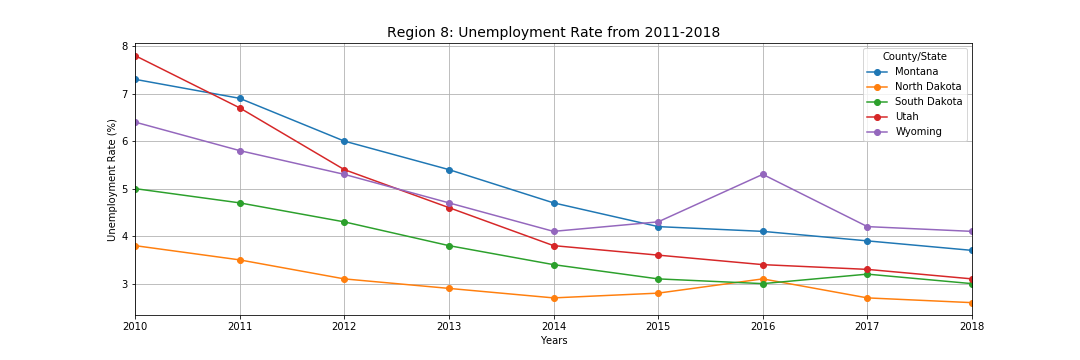 Region 8: Unemployment Rate from 2011-2018
County/State
Montana
North Dakota
South Dakota
Utah
Wyoming
Unemployment Rate (%)
8
7
6
5
4
3
2010 2011 2012 2013 2014 2015 2016 2017 2018
Years